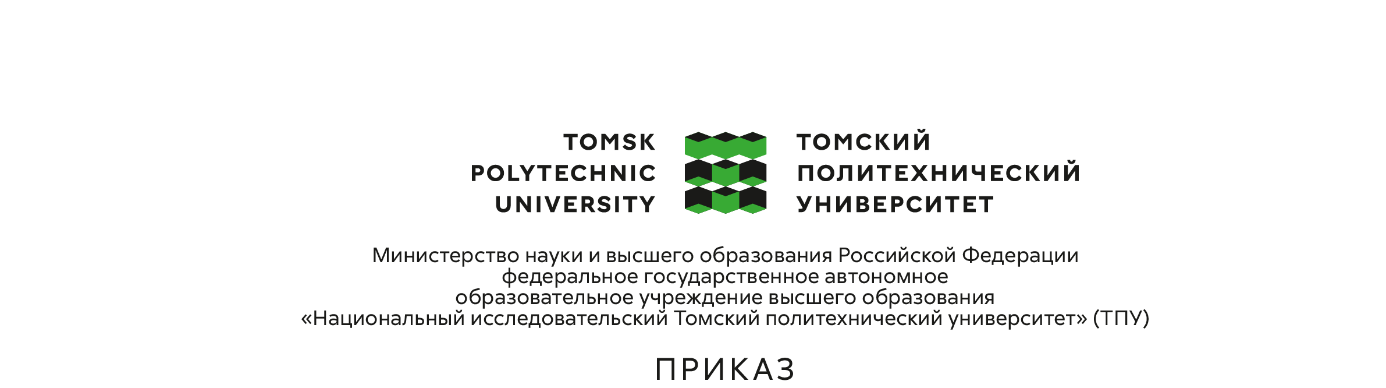 TOMSK
POLYTECHNIC
UNIVERSITY
ТОМСКИЙ
ПОЛИТЕХНИЧЕСКИЙ
УНИВЕРСИТЕТ
Министерство науки и высшего образования Российской Федерации
федеральное государственное автономное
образовательное учреждение высшего образования
«Национальный исследовательский Томский политехнический университет» (ТПУ)
ПРИКАЗ